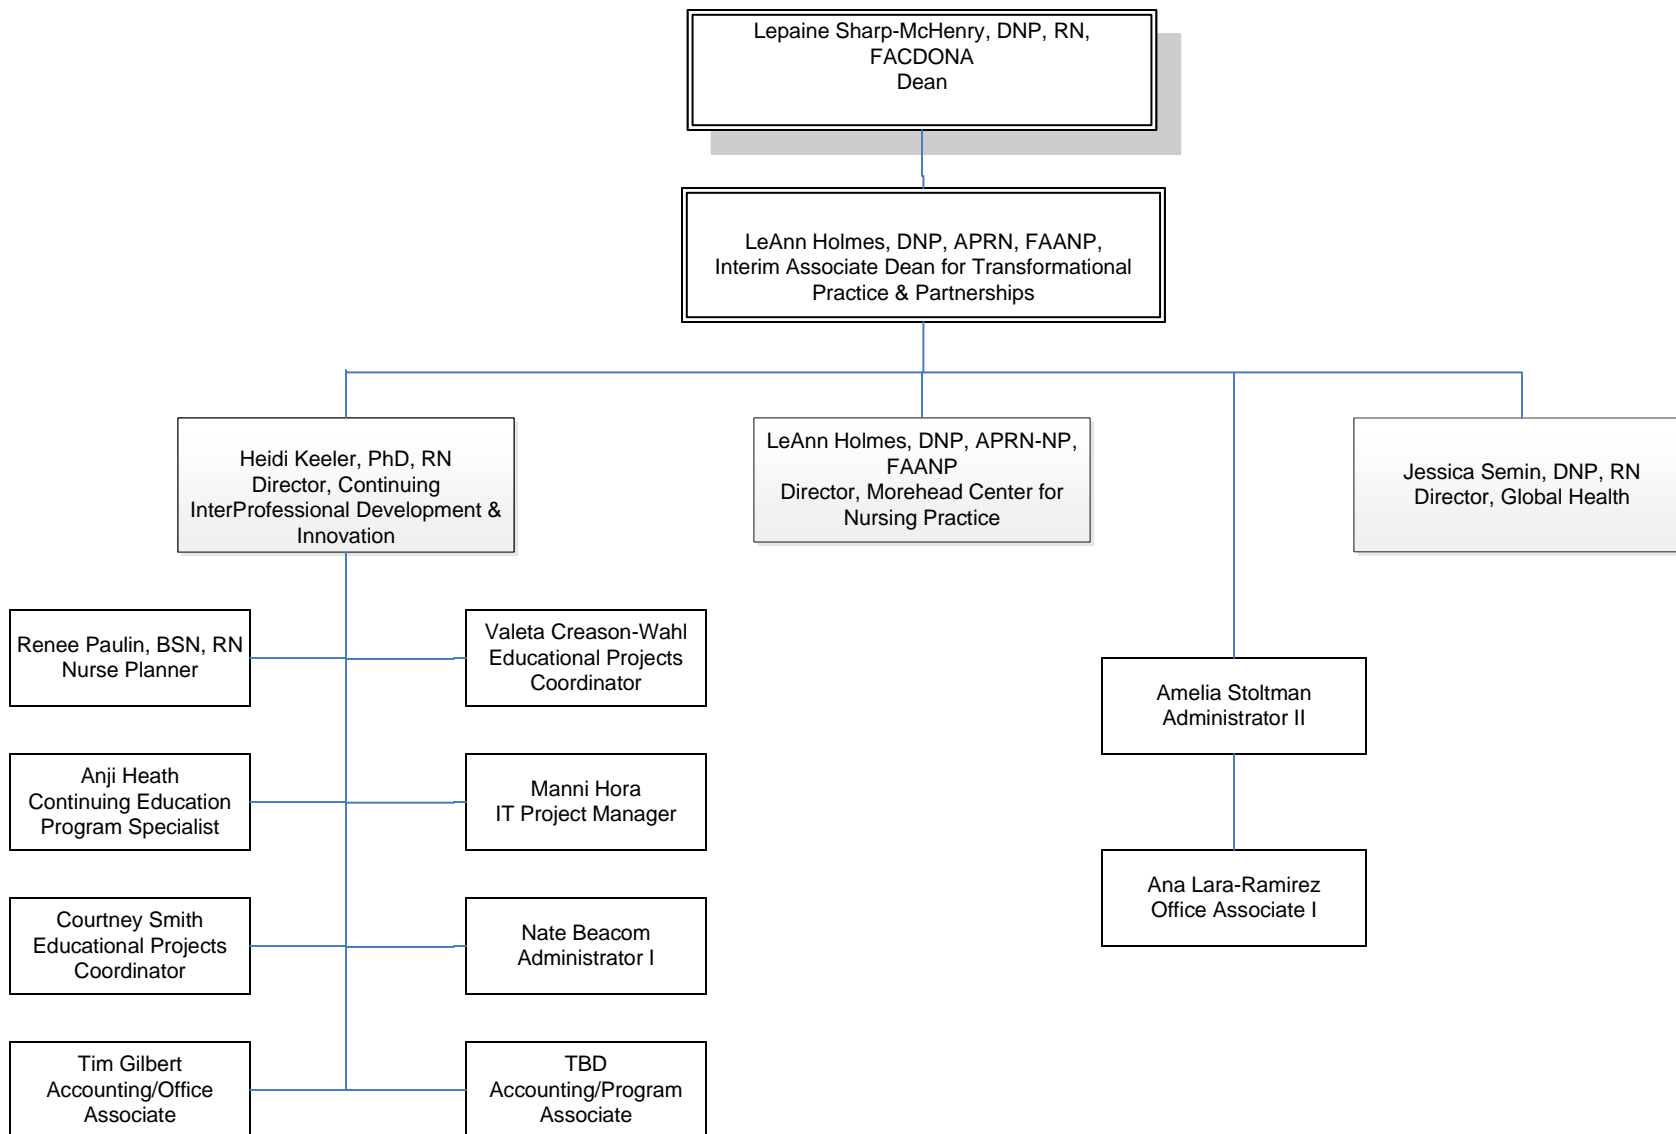 Lepaine Sharp-McHenry, DNP, RN,
FACDONA
Dean
LeAnn Holmes, DNP, APRN, FAANP,
Interim Associate Dean for Transformational
Practice & Partnerships
Heidi Keeler, PhD, RN
Director, Continuing
InterProfessional Development &
Innovation
LeAnn Holmes, DNP, APRN-NP,
FAANP
Director, Morehead Center for
Nursing Practice
Jessica Semin, DNP, RN
Director, Global Health
Renee Paulin, BSN, RN
Nurse Planner
Valeta Creason-Wahl
Educational Projects
Coordinator
Amelia Stoltman
Administrator II
Anji Heath
Continuing Education
Program Specialist
Manni Hora
IT Project Manager
Ana Lara-Ramirez
Office Associate I
Courtney Smith
Educational Projects
Coordinator
Nate Beacom
Administrator I
Tim Gilbert
Accounting/Office
Associate
TBD
Accounting/Program
Associate